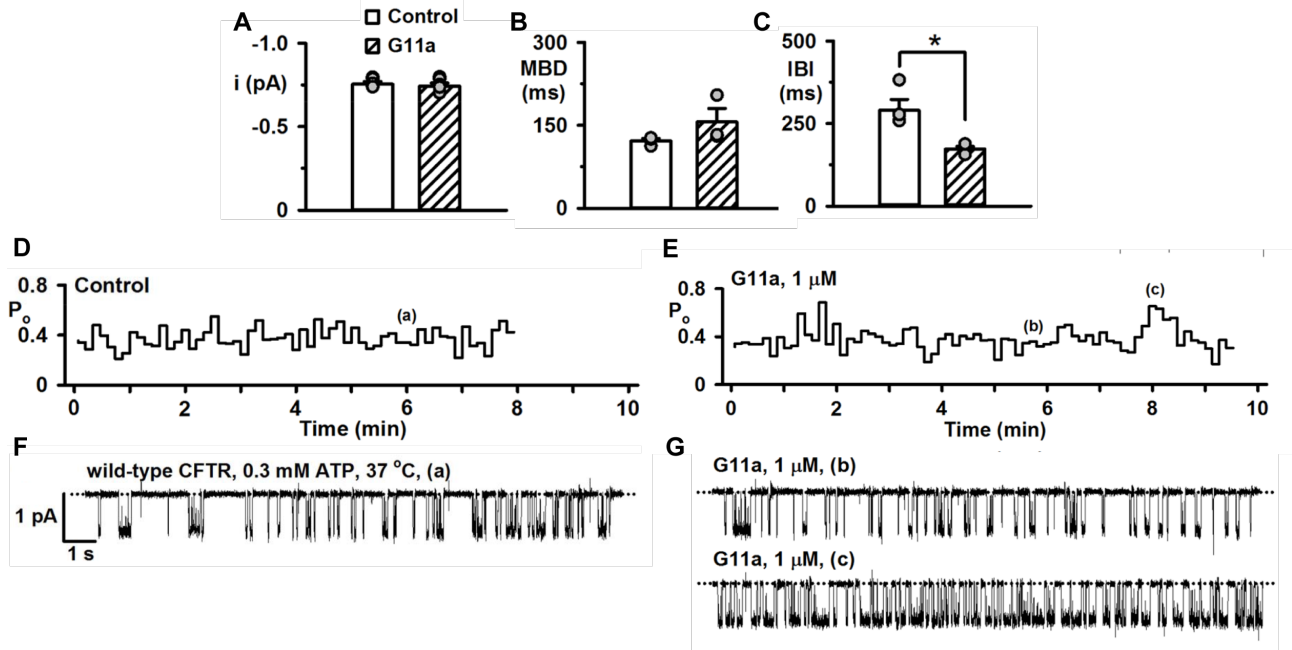 A
Control
G11a
-1.0
i (pA)
-0.5
0
B
300
MBD
(ms)
150
0
C
500
IBI
(ms)
250
0
*
D
Control
0.8
Po
0.4
0
(a)
0 2 4 6 8 10
Time (min)
E
G11a, 1 μM
0.8
Po
0.4
0
(b)
(c)
0 2 4 6 8 10
Time (min)
F
wild-type CFTR, 0.3 mM ATP, 37 °C, (a)
1 pA
1 s
G
G11a, 1 μM, (b)
G11a, 1 μM, (c)